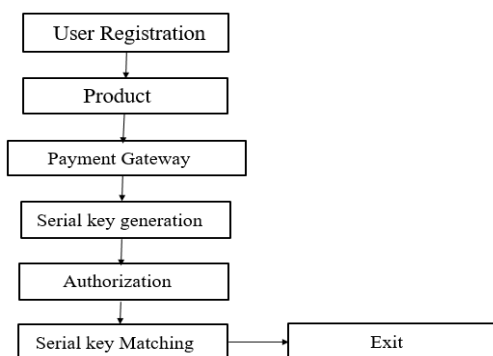 User Registration
Product
Payment Gateway
Serial key generation
Authorization
Serial key Matching
Exit